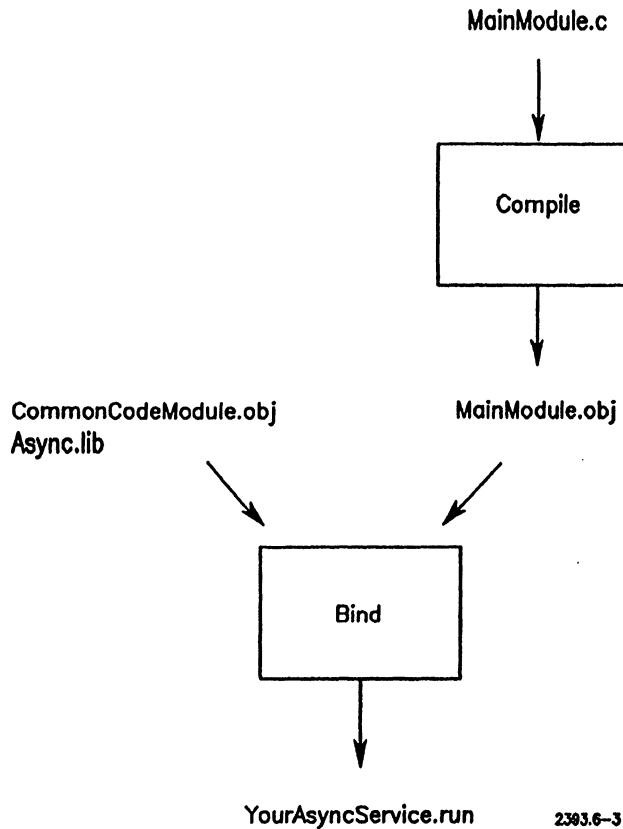 MainModule.c
Compile
CommonCodeModule.obj
Async.lib
MainModule.obj
Bind
YourAsyncService.run
2393.6-3